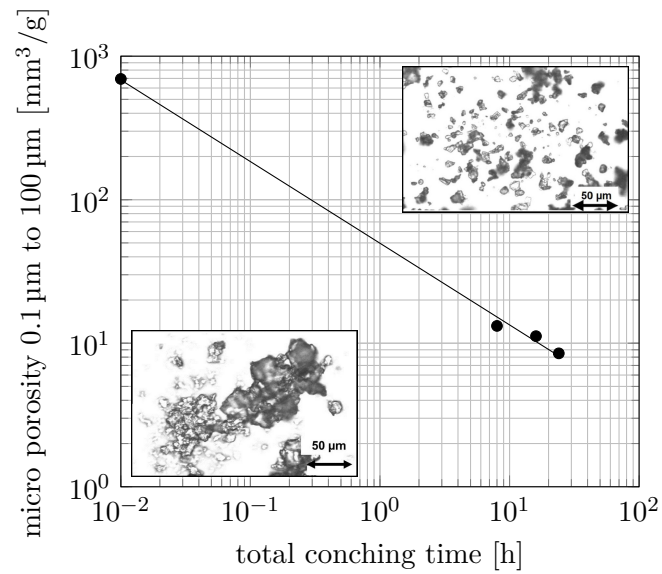 micro porosity 0.1 µm to 100 µm [mm³/g]
10³
10²
10¹
10⁰
50 µm
50 µm
10⁻²
10⁻¹
10⁰
10¹
10²
total conching time [h]